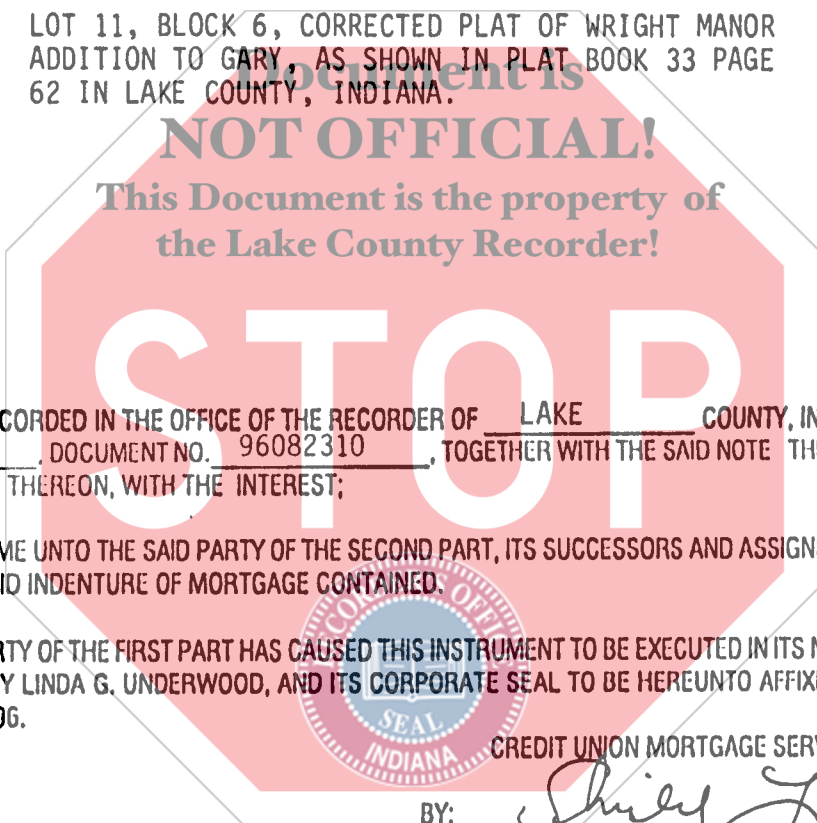 LOT 11, BLOCK 6, CORRECTED PLAT OF WRIGHT MANOR
ADDITION TO GARY, AS SHOWN IN PLAT BOOK 33 PAGE
62 IN LAKE COUNTY, INDIANA.
Document is
NOT OFFICIAL!
This Document is the property of
the Lake County Recorder!
STOP
CORDED IN THE OFFICE OF THE RECORDER OF LAKE COUNTY, IN
, DOCUMENT NO. 96082310, TOGETHER WITH THE SAID NOTE TH
THEREON, WITH THE INTEREST;
ME UNTO THE SAID PARTY OF THE SECOND PART, ITS SUCCESSORS AND ASSIGN
ID INDENTURE OF MORTGAGE CONTAINED.
RTY OF THE FIRST PART HAS CAUSED THIS INSTRUMENT TO BE EXECUTED IN ITS N
Y LINDA G. UNDERWOOD, AND ITS CORPORATE SEAL TO BE HEREUNTO AFFIX
96.
SEAL
INDIANA
CREDIT UNION MORTGAGE SERV
BY: